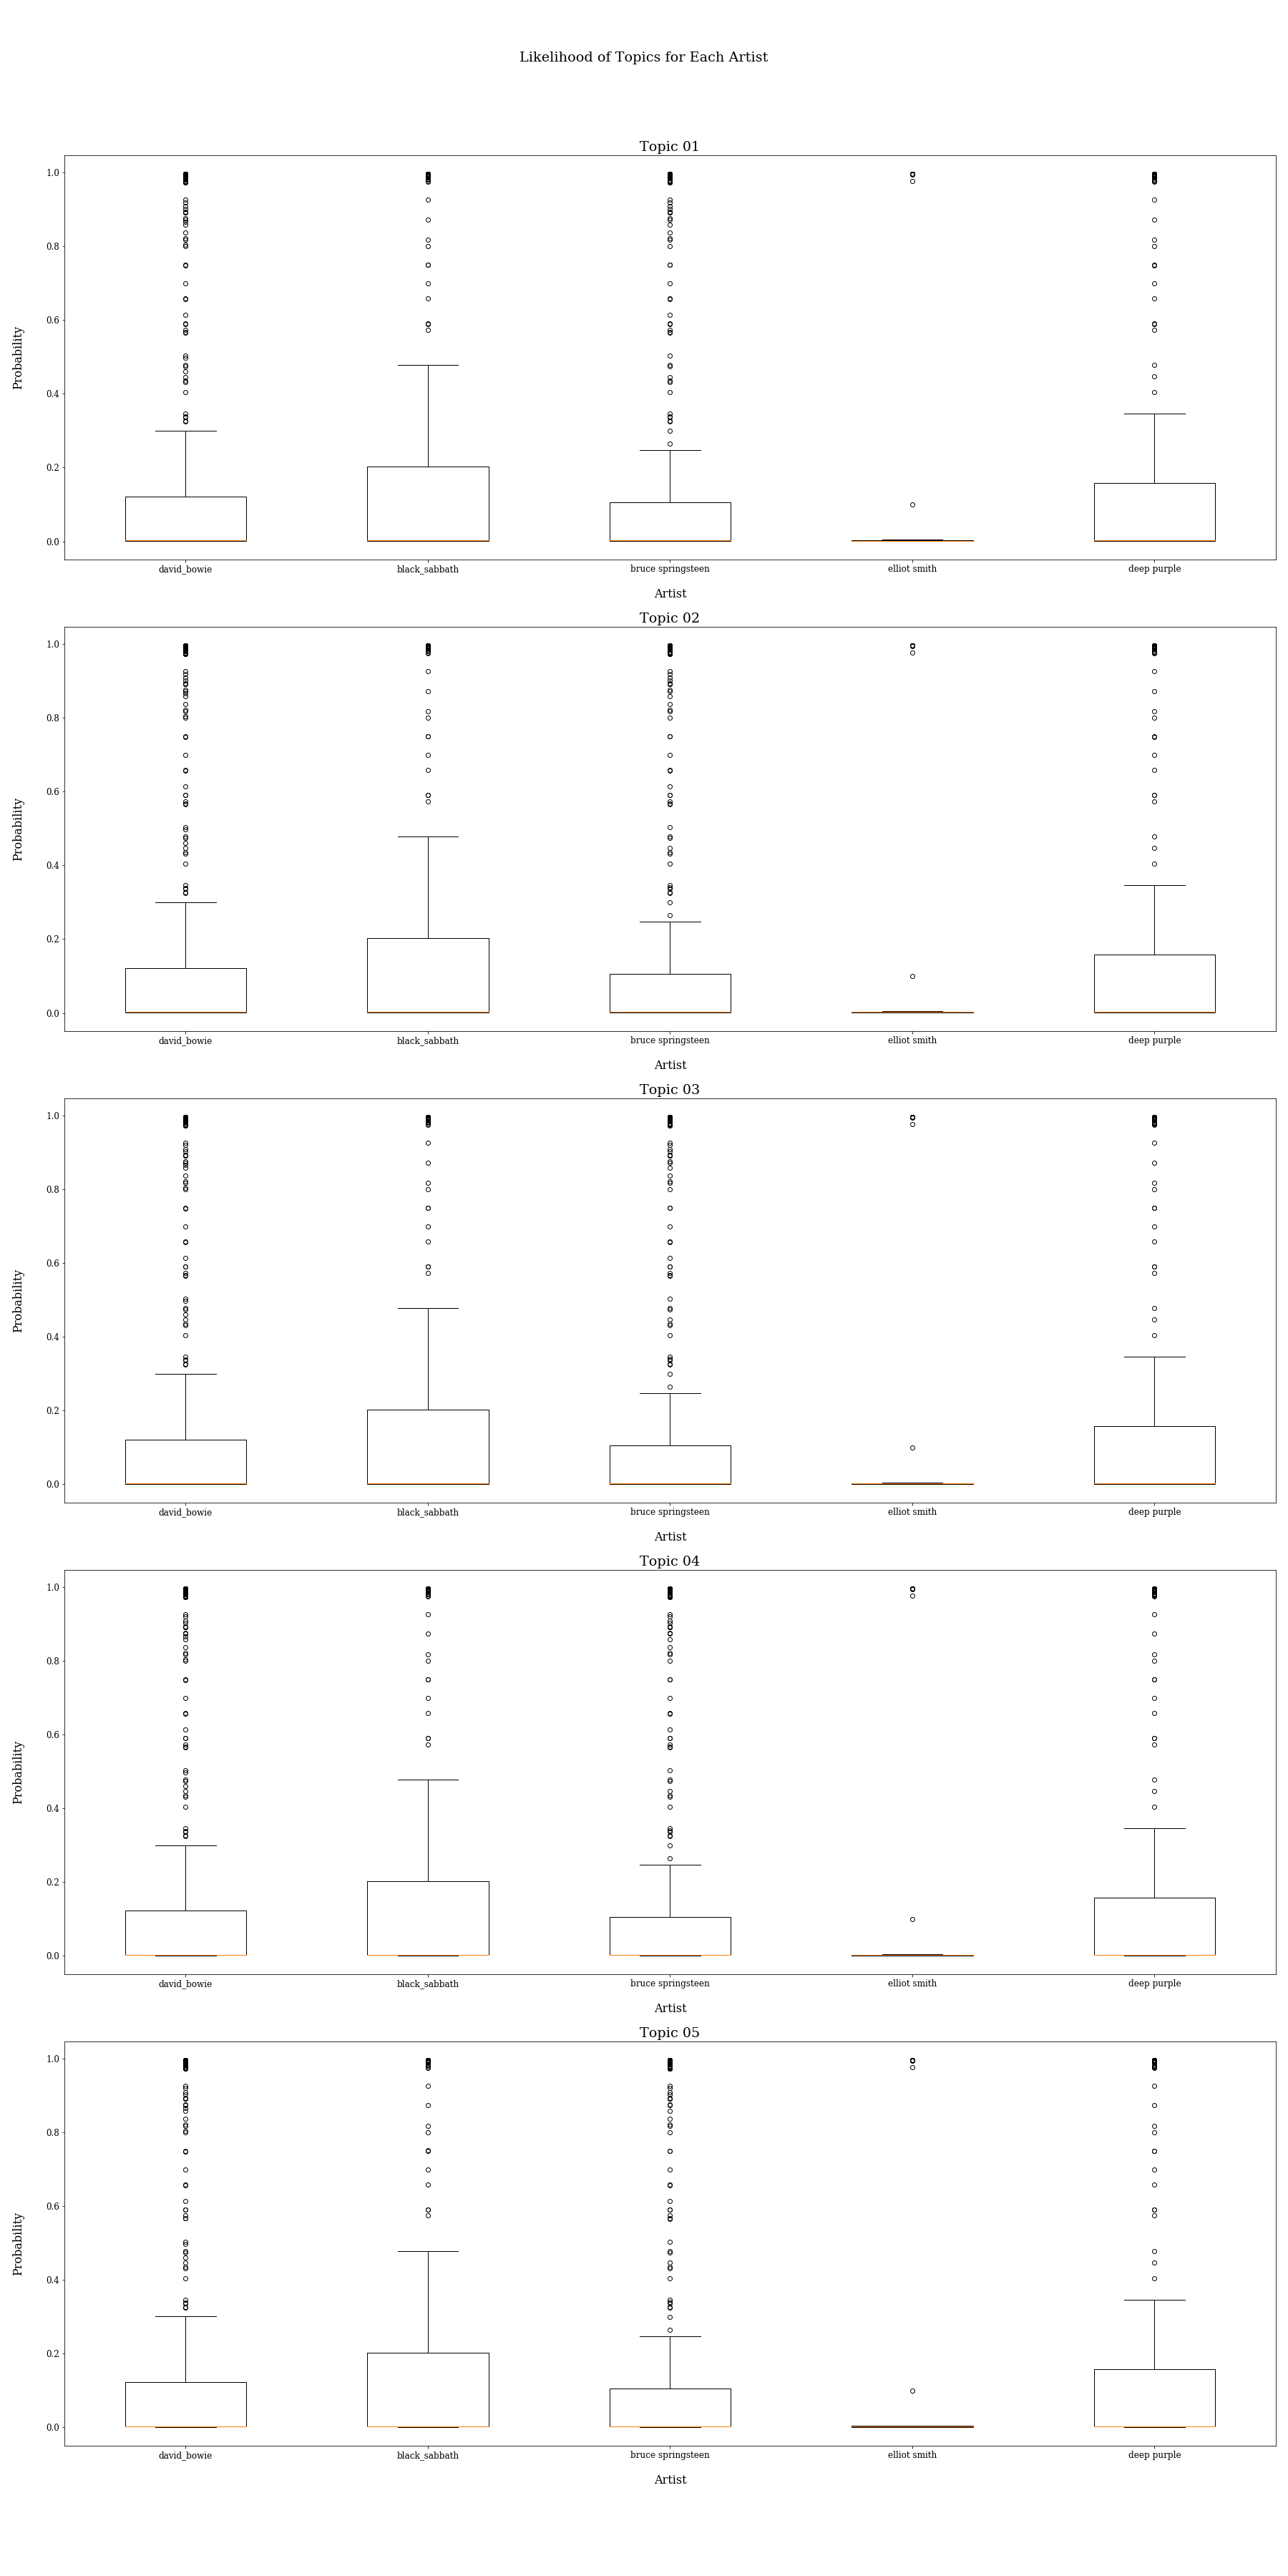 Likelihood of Topics for Each Artist
Topic 01
1.0
0.8
0.6
0.4
0.2
0.0
Probability
david_bowie black_sabbath bruce springsteen elliot smith deep purple
Artist
Topic 02
1.0
0.8
0.6
0.4
0.2
0.0
Probability
david_bowie black_sabbath bruce springsteen elliot smith deep purple
Artist
Topic 03
1.0
0.8
0.6
0.4
0.2
0.0
Probability
david_bowie black_sabbath bruce springsteen elliot smith deep purple
Artist
Topic 04
1.0
0.8
0.6
0.4
0.2
0.0
Probability
david_bowie black_sabbath bruce springsteen elliot smith deep purple
Artist
Topic 05
1.0
0.8
0.6
0.4
0.2
0.0
Probability
david_bowie black_sabbath bruce springsteen elliot smith deep purple
Artist